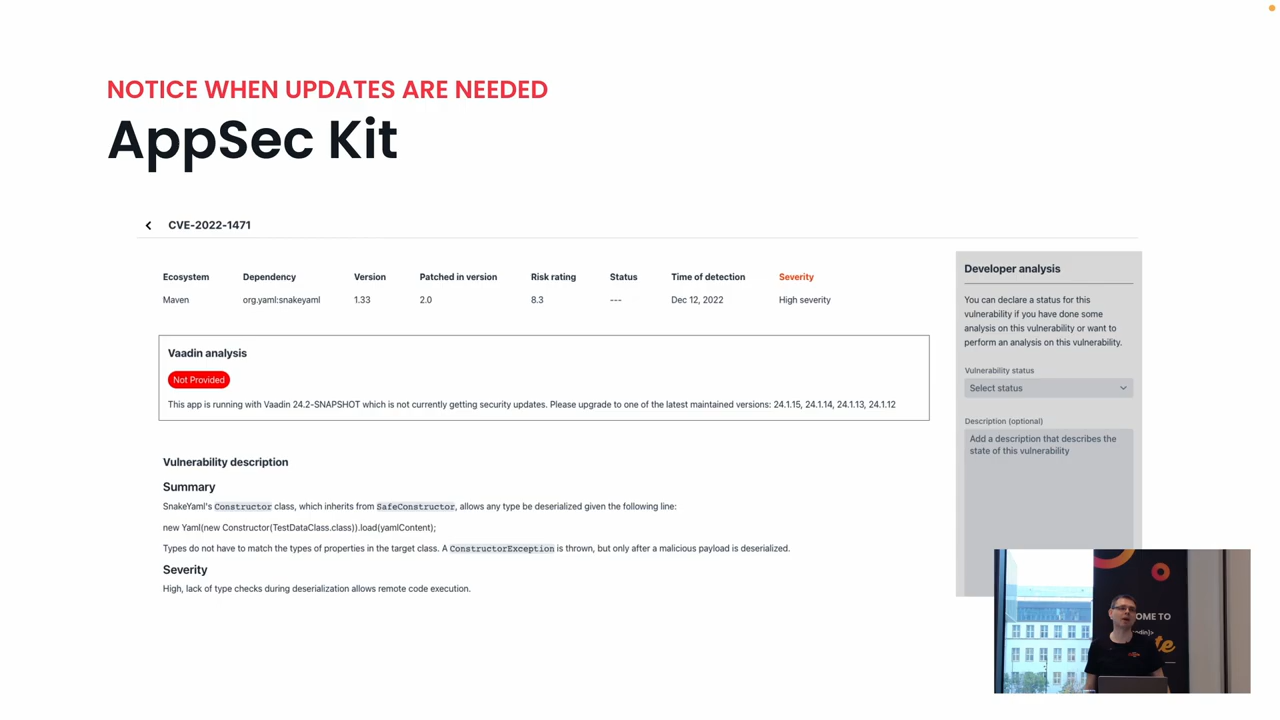 NOTICE WHEN UPDATES ARE NEEDED
AppSec Kit
CVE-2022-1471
Ecosystem Dependency Version Patched in version Risk rating Status Time of detection Severity
Maven org.yaml:snakeyaml 1.33 2.0 8.3 --- Dec 12, 2022 High severity
Vaadin analysis
Not Provided
This app is running with Vaadin 24.2-SNAPSHOT which is not currently getting security updates. Please upgrade to one of the latest maintained versions: 24.1.15, 24.1.14, 24.1.13, 24.1.12
Vulnerability description
Summary
SnakeYaml's Constructor class, which inherits from SafeConstructor, allows any type be deserialized given the following line:
new Yaml(new Constructor(TestDataClass.class)).load(yamlContent);
Types do not have to match the types of properties in the target class. A ConstructorException is thrown, but only after a malicious payload is deserialized.
Severity
High, lack of type checks during deserialization allows remote code execution.
Developer analysis
You can declare a status for this
vulnerability if you have done some
analysis on this vulnerability or want to
perform an analysis on this vulnerability.
Vulnerability status
Select status
Description (optional)
Add a description that describes the
state of this vulnerability
OME TO